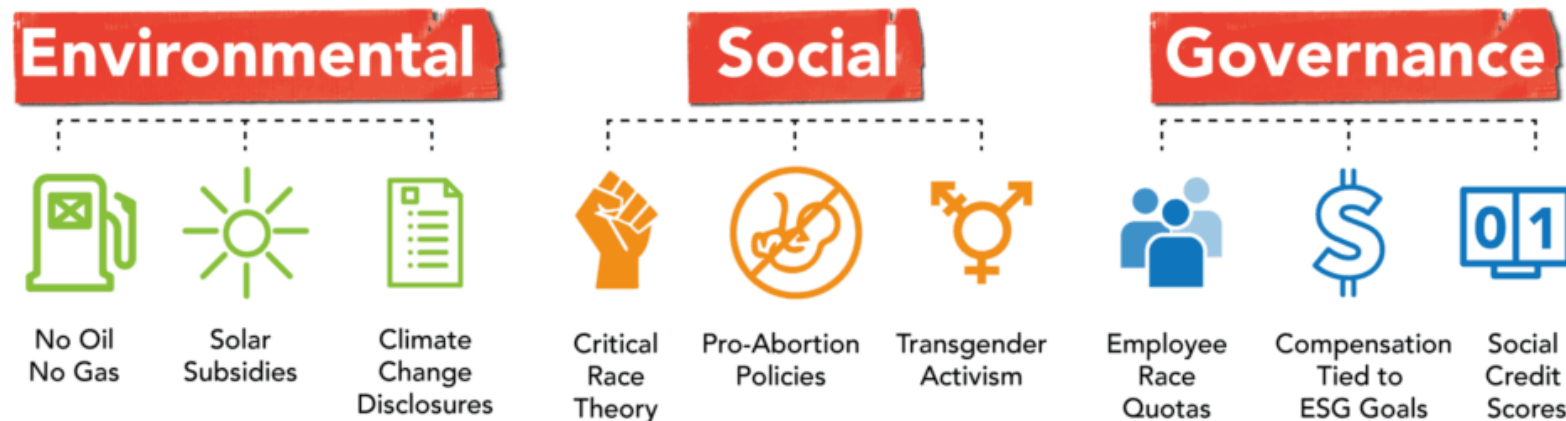 Environmental
No Oil
No Gas
Solar
Subsidies
Climate
Change
Disclosures
Social
Critical
Race
Theory
Pro-Abortion
Policies
Transgender
Activism
Governance
Employee
Race
Quotas
Compensation
Tied to
ESG Goals
01
Social
Credit
Scores